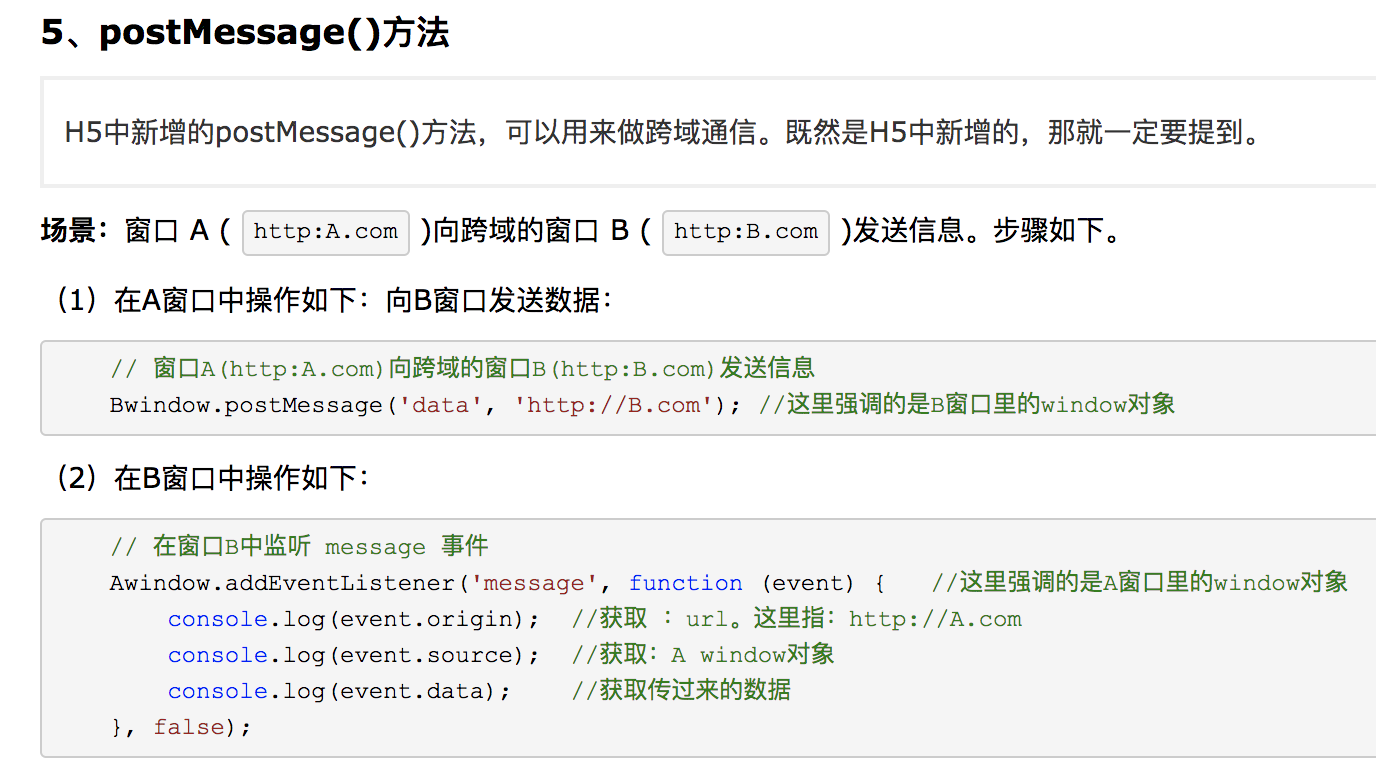 5、postMessage()方法
H5中新增的postMessage()方法，可以用来做跨域通信。既然是H5中新增的，那就一定要提到。
场景：窗口 A ( http:A.com )向跨域的窗口 B ( http:B.com )发送信息。步骤如下。
（1）在A窗口中操作如下：向B窗口发送数据：
// 窗口A(http:A.com)向跨域的窗口B(http:B.com)发送信息
Bwindow.postMessage('data', 'http://B.com'); //这里强调的是B窗口里的window对象
（2）在B窗口中操作如下：
// 在窗口B中监听 message 事件
Awindow.addEventListener('message', function (event) {   //这里强调的是A窗口里的window对象
    console.log(event.origin);  //获取 ：url。这里指：http://A.com
    console.log(event.source);  //获取：A window对象
    console.log(event.data);    //获取传过来的数据
}, false);